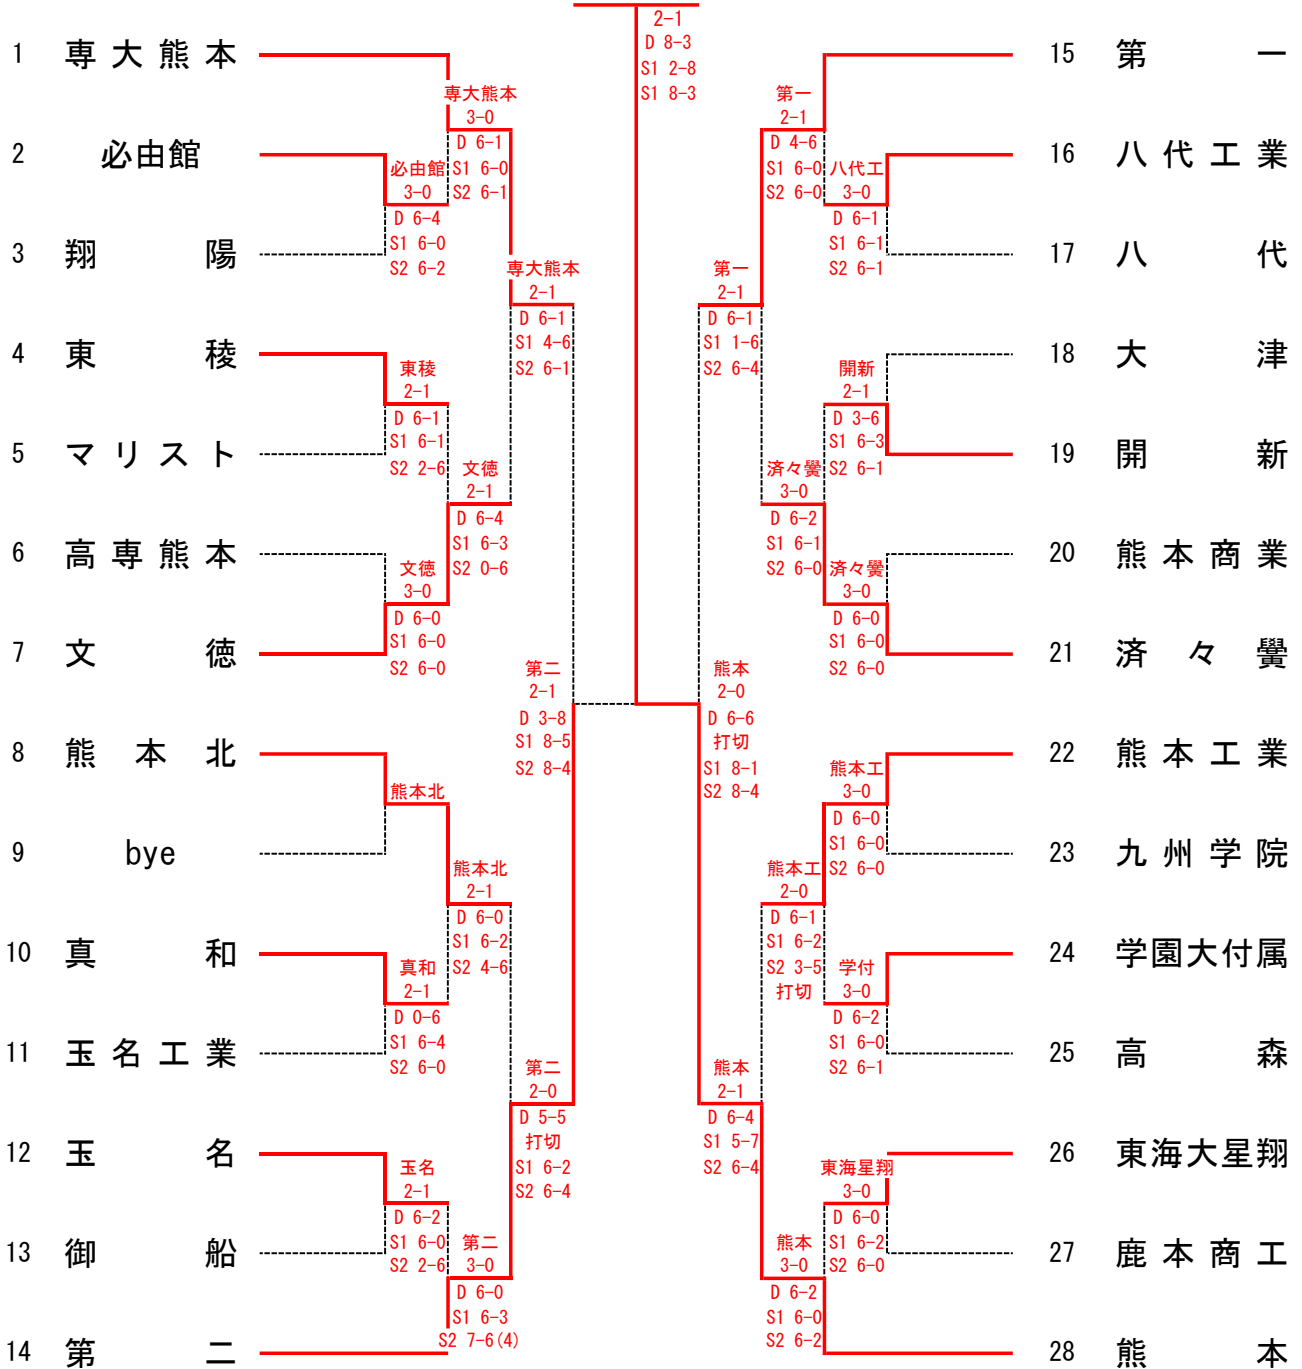 2-1
D 8-3
S1 2-8
S1 8-3
1 専大熊本
2 必由館
3 翔陽
4 東稜
5 マリスト
6 高専熊本
7 文徳
8 熊本北
9 bye
10 真和
11 玉名工業
12 玉名
13 御船
14 第二
必由館
3-0
D 6-4
S1 6-0
S2 6-2
東稜
2-1
D 6-1
S1 6-1
S2 2-6
文徳
3-0
D 6-0
S1 6-0
S2 6-0
熊本北
真和
2-1
D 0-6
S1 6-4
S2 6-0
玉名
2-1
D 6-2
S1 6-0
S2 2-6
専大熊本
3-0
D 6-1
S1 6-0
S2 6-1
文徳
2-1
D 6-4
S1 6-3
S2 0-6
熊本北
2-1
D 6-0
S1 6-2
S2 4-6
第二
3-0
D 6-0
S1 6-3
S2 7-6(4)
専大熊本
2-1
D 6-1
S1 4-6
S2 6-1
第二
2-0
D 5-5
打切
S1 6-2
S2 6-4
第二
2-1
D 3-8
S1 8-5
S2 8-4
熊本
2-0
D 6-6
打切
S1 8-1
S2 8-4
第一
2-1
D 6-1
S1 1-6
S2 6-4
熊本
2-1
D 6-4
S1 5-7
S2 6-4
第一
2-1
D 4-6
S1 6-0
S2 6-0
済々黌
3-0
D 6-2
S1 6-1
S2 6-0
熊本工
2-0
D 6-1
S1 6-2
S2 3-5
打切
熊本
3-0
D 6-2
S1 6-0
S2 6-2
八代工
3-0
D 6-1
S1 6-1
S2 6-1
開新
2-1
D 3-6
S1 6-3
S2 6-1
済々黌
3-0
D 6-0
S1 6-0
S2 6-0
熊本工
3-0
D 6-0
S1 6-0
S2 6-0
学付
3-0
D 6-2
S1 6-0
S2 6-1
東海星翔
3-0
D 6-0
S1 6-2
S2 6-0
15 第一
16 八代工業
17 八代
18 大津
19 開新
20 熊本商業
21 済々黌
22 熊本工業
23 九州学院
24 学園大付属
25 高森
26 東海大星翔
27 鹿本商工
28 熊本